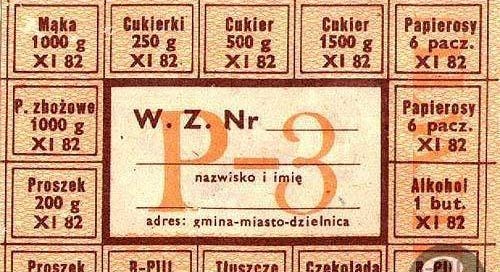 Mąka
1000 g
XI 82
Cukierki
250 g
XI 82
Cukier
500 g
XI 82
Cukier
1500 g
XI 82
Papierosy
6 pacz.
XI 82
P. zbożowe
1000 g
XI 82
W. Z. Nr
P-3
nazwisko i imię
adres: gmina-miasto-dzielnica
Papierosy
6 pacz.
XI 82
Proszek
200 g
XI 82
Alkohol
1 but.
XI 82
Proszek
R-PIII
Tłuszcze
Czekolada